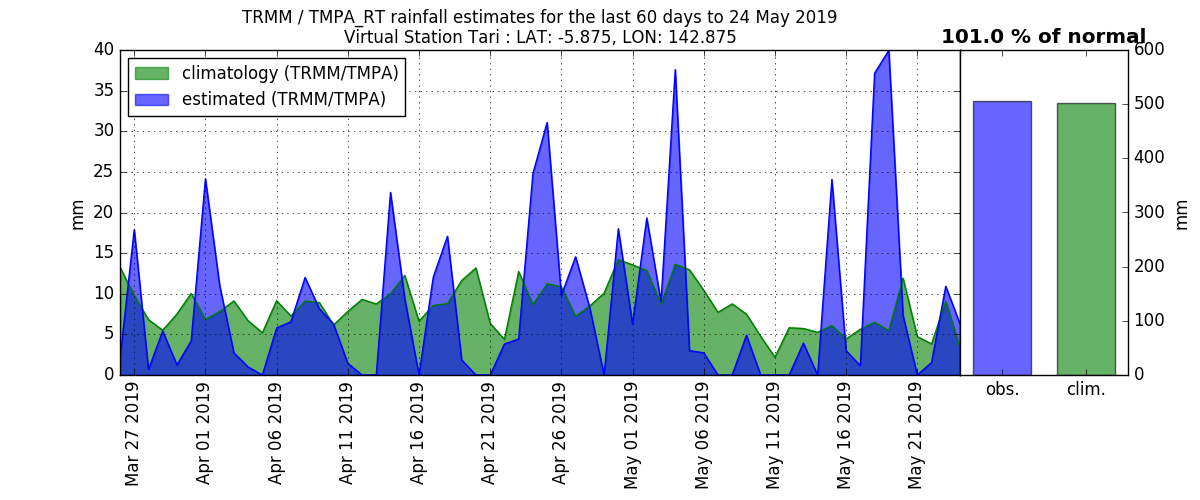 TRMM / TMPA_RT rainfall estimates for the last 60 days to 24 May 2019
Virtual Station Tari : LAT: -5.875, LON: 142.875
101.0 % of normal
climatology (TRMM/TMPA)
estimated (TRMM/TMPA)
mm
40
35
30
25
20
15
10
5
0
Mar 27 2019
Apr 01 2019
Apr 06 2019
Apr 11 2019
Apr 16 2019
Apr 21 2019
Apr 26 2019
May 01 2019
May 06 2019
May 11 2019
May 16 2019
May 21 2019
obs.
clim.
600
500
400
300
200
100
0
mm